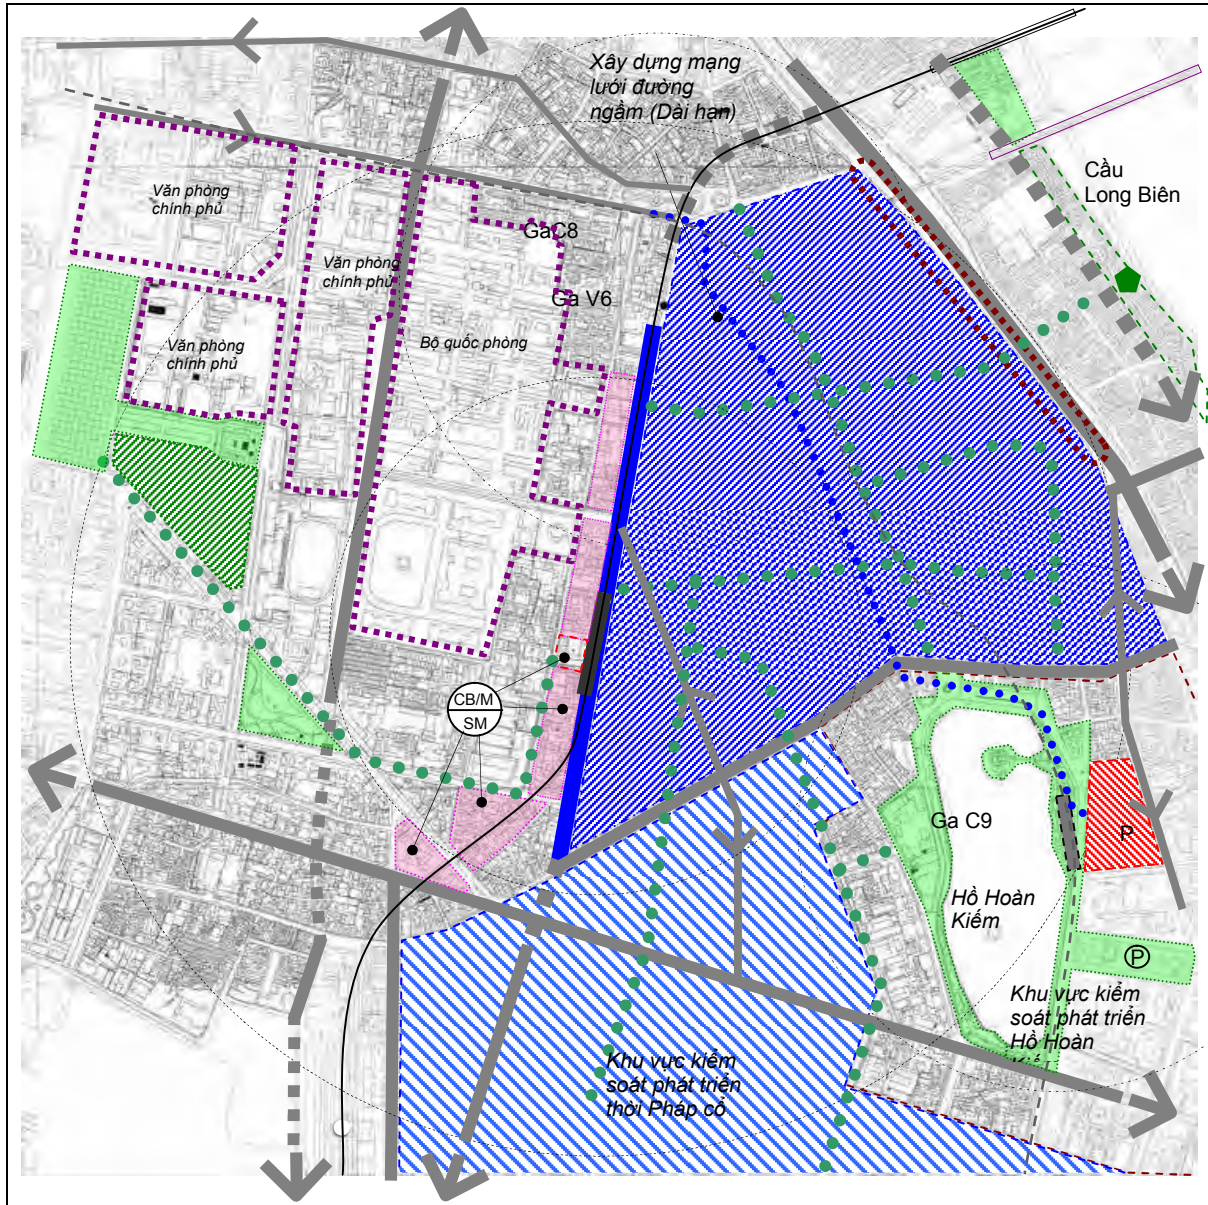 Xây dựng mạng
lưới đường
ngầm (Dài hạn)
Cầu
Long Biên
Văn phòng
chính phủ
GaC8
Văn phòng
chính phủ
Ga V6
Văn phòng
chính phủ
Bộ quốc phòng
CB/M
SM
Ga C9
P
Hồ Hoàn
Kiếm
P
Khu vực kiểm
soát phát triển
Hồ Hoàn
Khu vực kiểm
soát phát triển
thời Pháp cổ